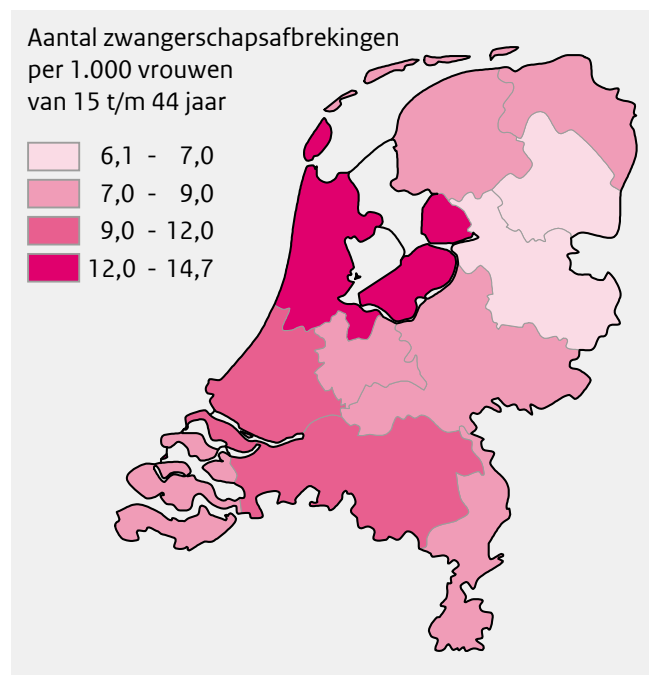 Aantal zwangerschapsafbrekingen
per 1.000 vrouwen
van 15 t/m 44 jaar
6,1 - 7,0
7,0 - 9,0
9,0 - 12,0
12,0 - 14,7